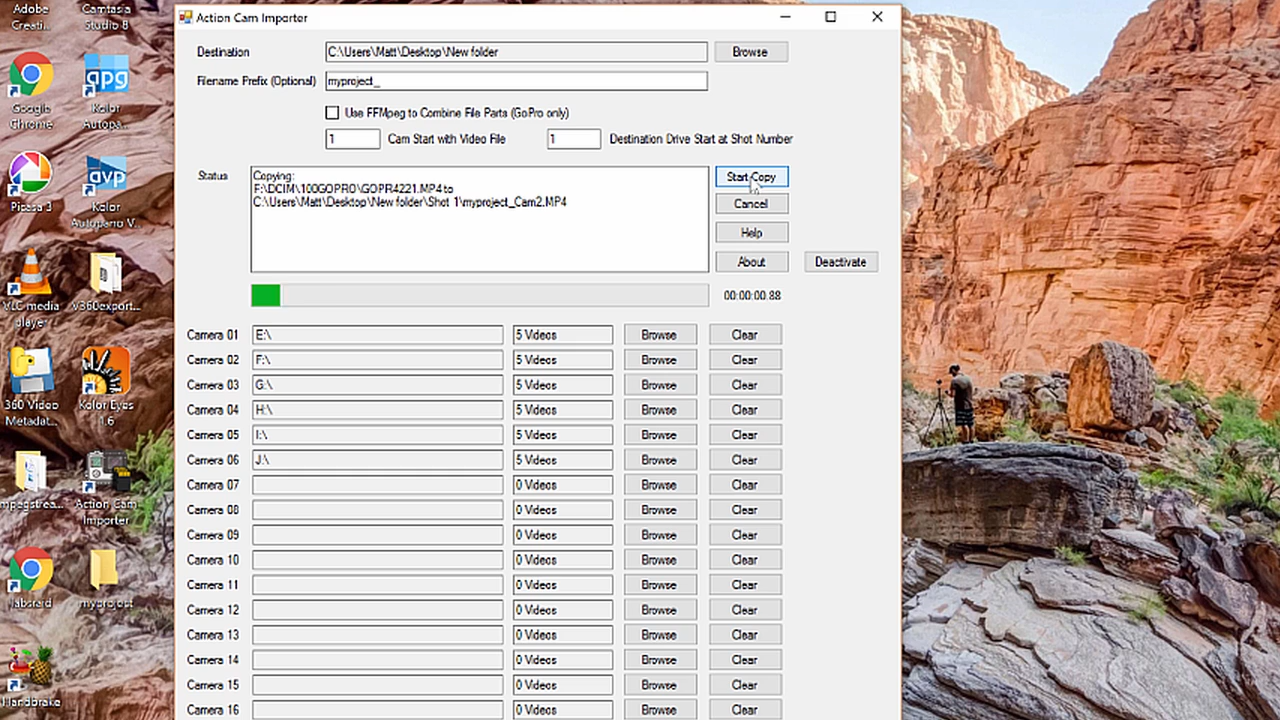 Adobe
Creati...
Camtasia
Studio 8
Google
Chrome
Kolor
Autopa...
Picasa 3
Kolor
Autopano V...
VLC media
player
v360export...
360 Video
Metadat...
Kolor Eyes
1.6
mpegstrea...
Action Cam
Importer
labsraid
myproject
Handbrake
Action Cam Importer
Destination C:\Users\Matt\Desktop\New folder Browse
Filename Prefix (Optional) myproject_
Use FFMpeg to Combine File Parts (GoPro only)
1 Cam Start with Video File 1 Destination Drive Start at Shot Number
Status
Copying:
F:\DCIM\100GOPRO\GOPR4221.MP4 to
C:\Users\Matt\Desktop\New folder\Shot 1\myproject_Cam2.MP4
Start Copy
Cancel
Help
About Deactivate
00:00:00.88
Camera 01 E:\ 5 Videos Browse Clear
Camera 02 F:\ 5 Videos Browse Clear
Camera 03 G:\ 5 Videos Browse Clear
Camera 04 H:\ 5 Videos Browse Clear
Camera 05 I:\ 5 Videos Browse Clear
Camera 06 J:\ 5 Videos Browse Clear
Camera 07 0 Videos Browse Clear
Camera 08 0 Videos Browse Clear
Camera 09 0 Videos Browse Clear
Camera 10 0 Videos Browse Clear
Camera 11 0 Videos Browse Clear
Camera 12 0 Videos Browse Clear
Camera 13 0 Videos Browse Clear
Camera 14 0 Videos Browse Clear
Camera 15 0 Videos Browse Clear
Camera 16 0 Videos Browse Clear